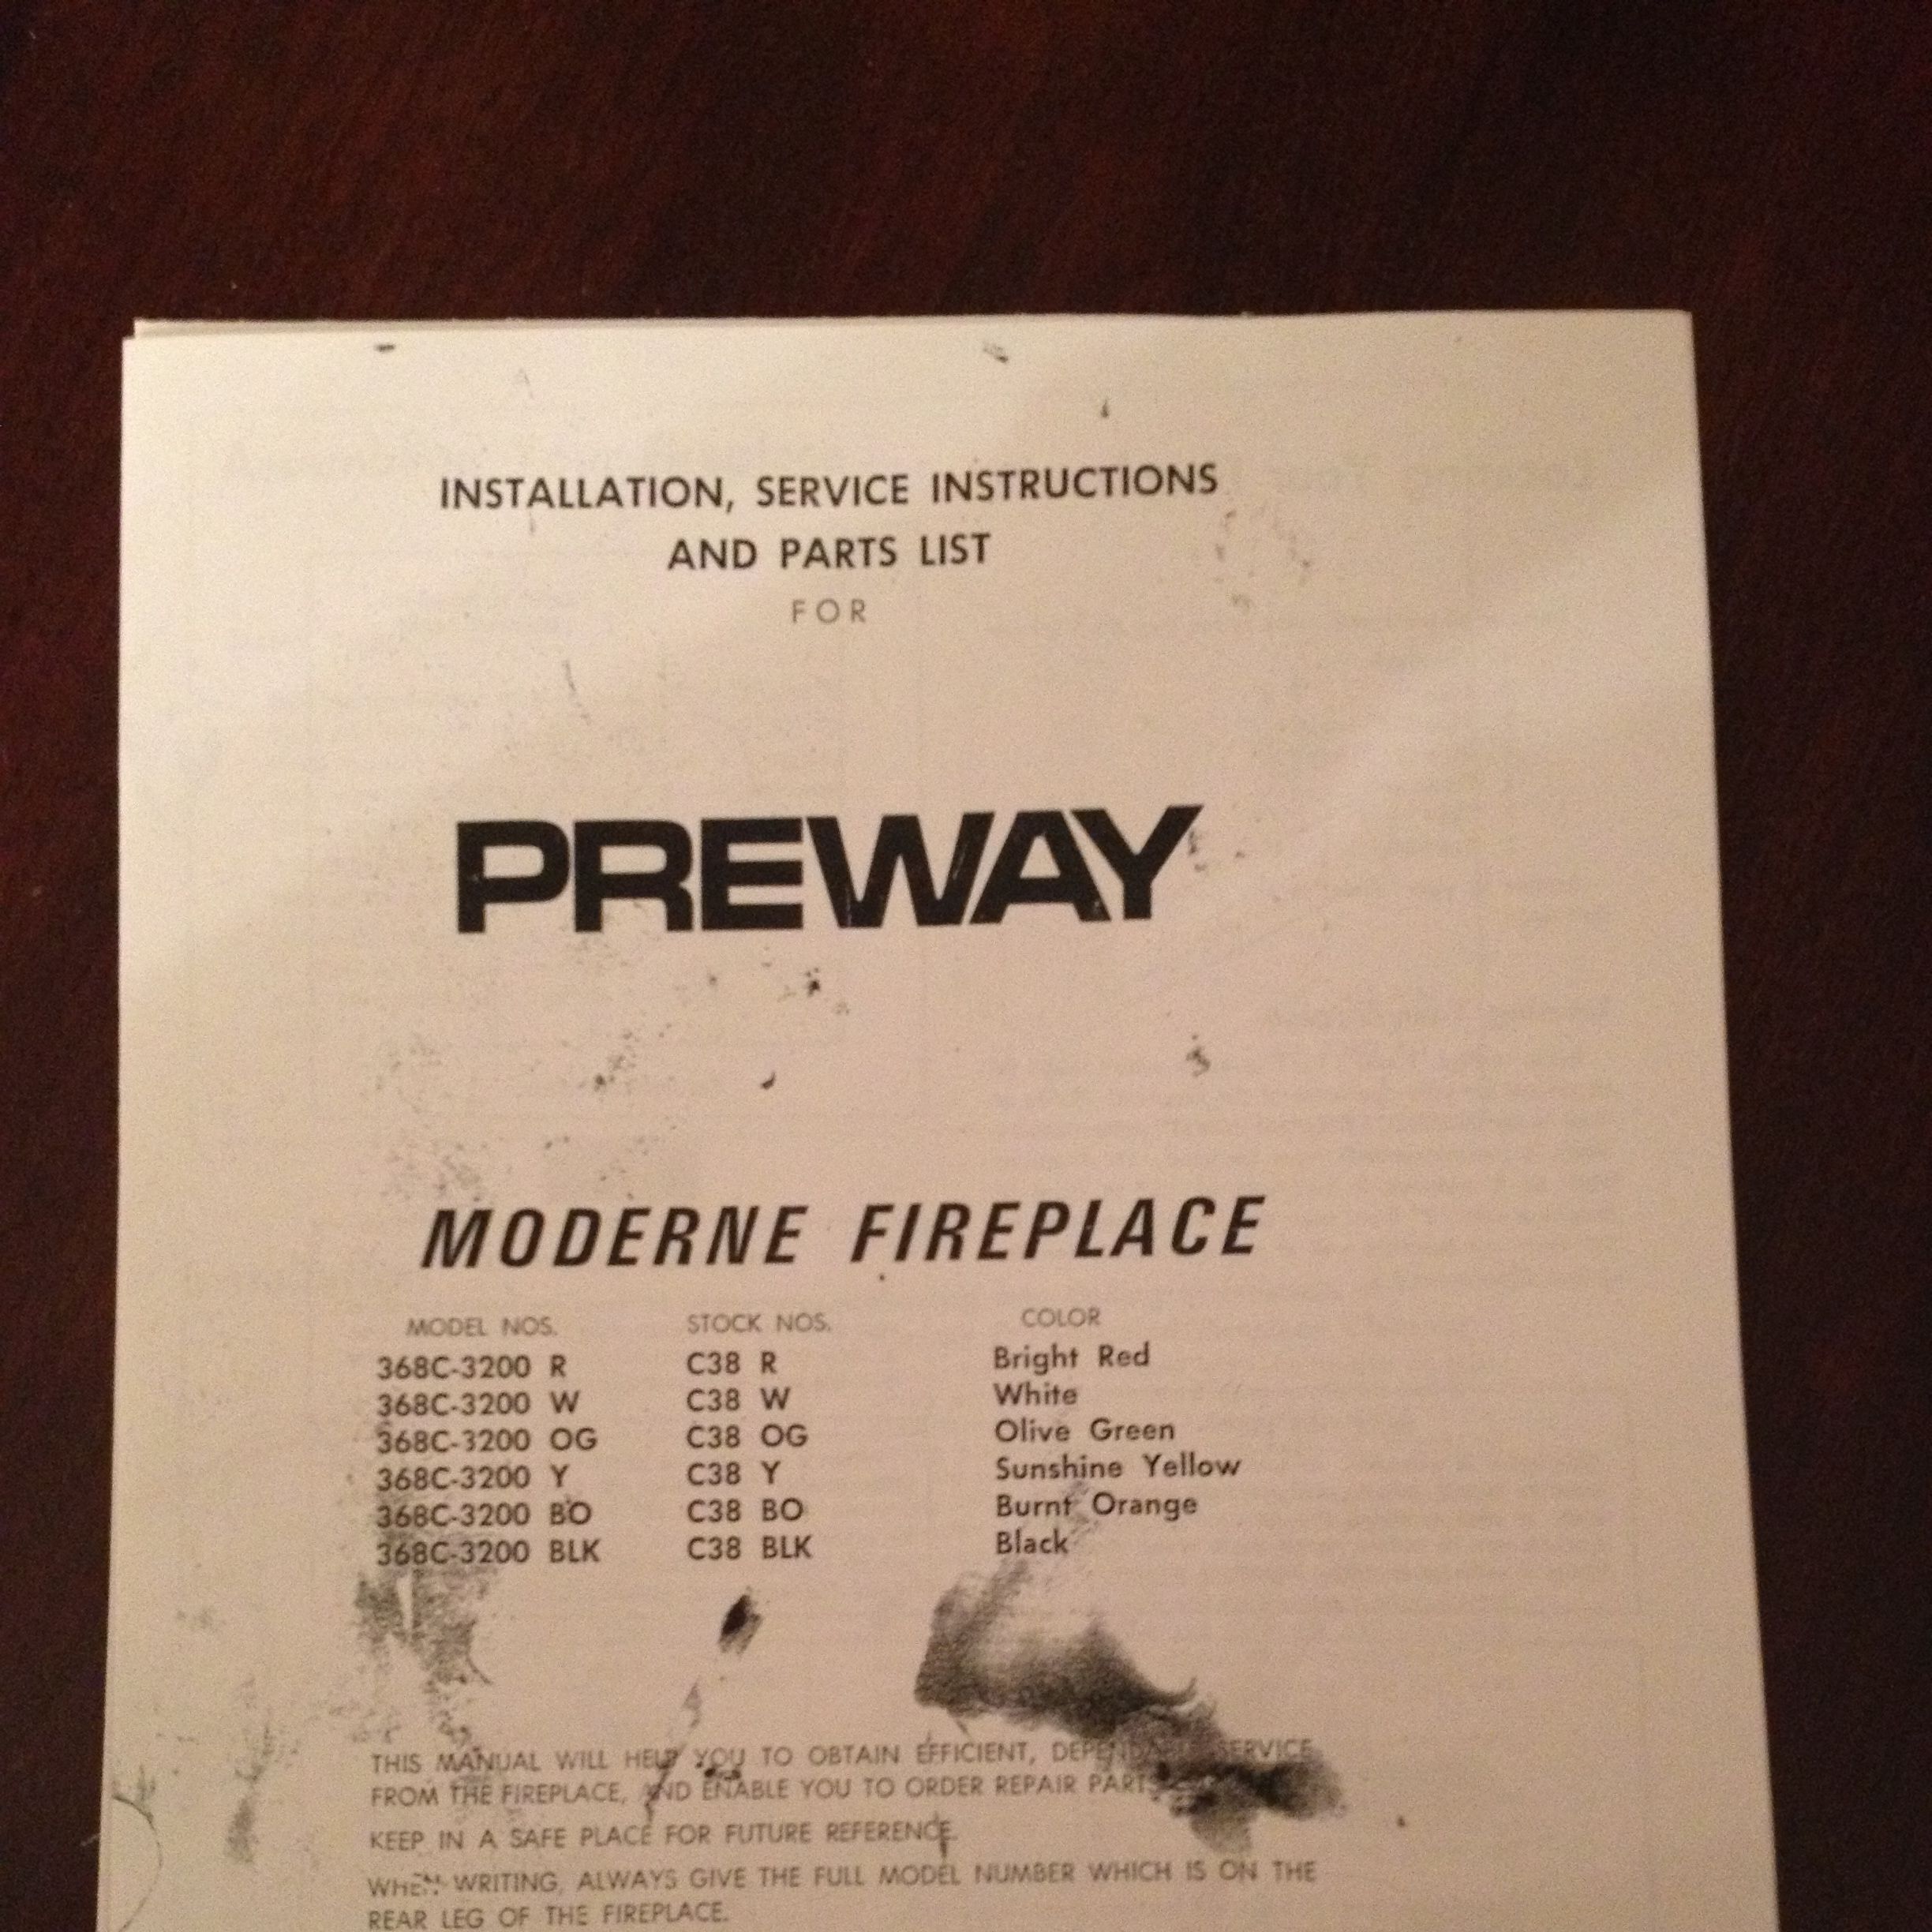 INSTALLATION, SERVICE INSTRUCTIONS
AND PARTS LIST
FOR
PREWAY
MODERNE FIREPLACE
MODEL NOS. STOCK NOS. COLOR
368C-3200 R C38 R Bright Red
368C-3200 W C38 W White
368C-3200 OG C38 OG Olive Green
368C-3200 Y C38 Y Sunshine Yellow
368C-3200 BO C38 BO Burnt Orange
368C-3200 BLK C38 BLK Black
THIS MANUAL WILL HELP YOU TO OBTAIN EFFICIENT, DEPENDABLE SERVICE
FROM THE FIREPLACE, AND ENABLE YOU TO ORDER REPAIR PARTS
KEEP IN A SAFE PLACE FOR FUTURE REFERENCE.
WHEN WRITING, ALWAYS GIVE THE FULL MODEL NUMBER WHICH IS ON THE
REAR LEG OF THE FIREPLACE.